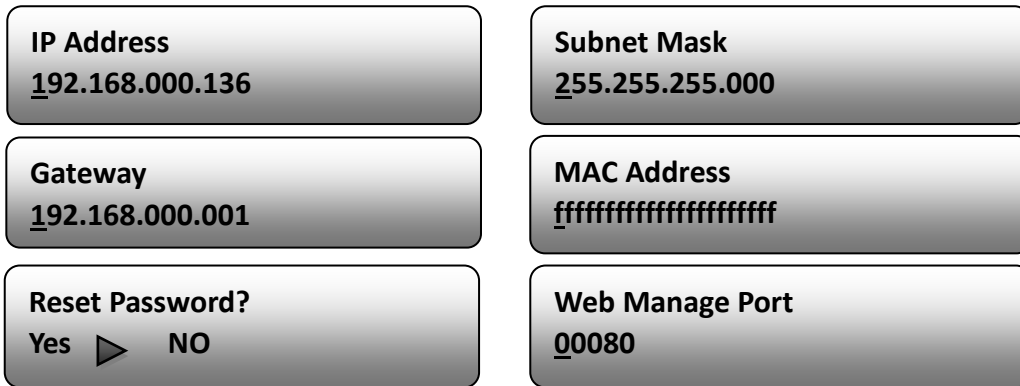 IP Address
192.168.000.136
Subnet Mask
255.255.255.000
Gateway
192.168.000.001
MAC Address
ffffffffffffffffffffff
Reset Password?
Yes NO
Web Manage Port
00080